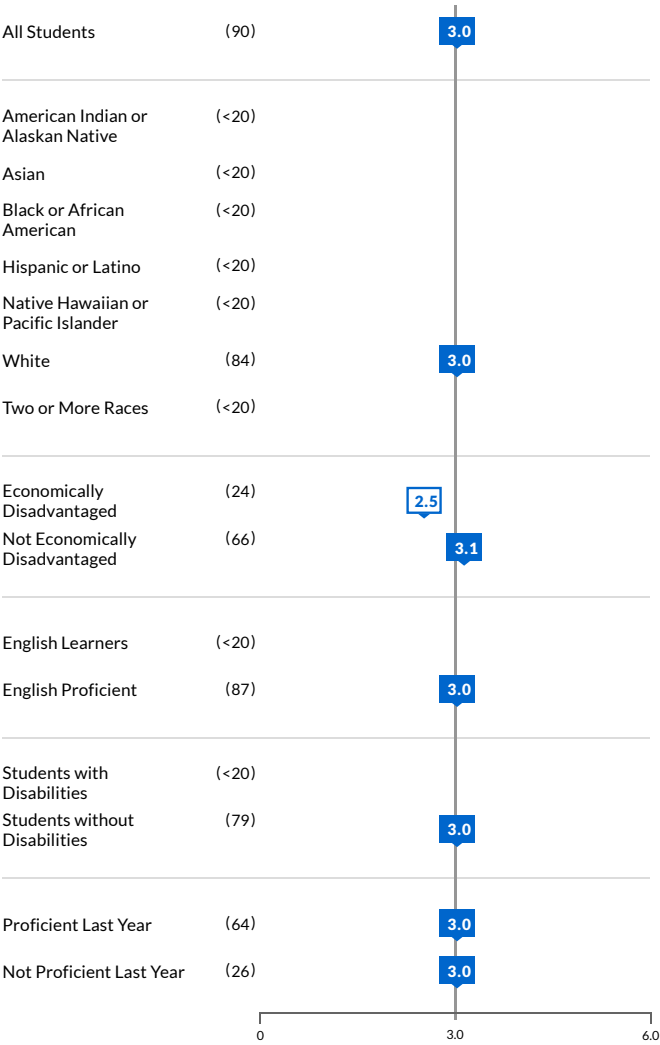 All Students (90) 3.0
American Indian or (<20)
Alaskan Native
Asian (<20)
Black or African (<20)
American
Hispanic or Latino (<20)
Native Hawaiian or (<20)
Pacific Islander
White (84) 3.0
Two or More Races (<20)
Economically (24) 2.5
Disadvantaged
Not Economically (66) 3.1
Disadvantaged
English Learners (<20)
English Proficient (87) 3.0
Students with (<20)
Disabilities
Students without (79) 3.0
Disabilities
Proficient Last Year (64) 3.0
Not Proficient Last Year (26) 3.0
0 3.0 6.0